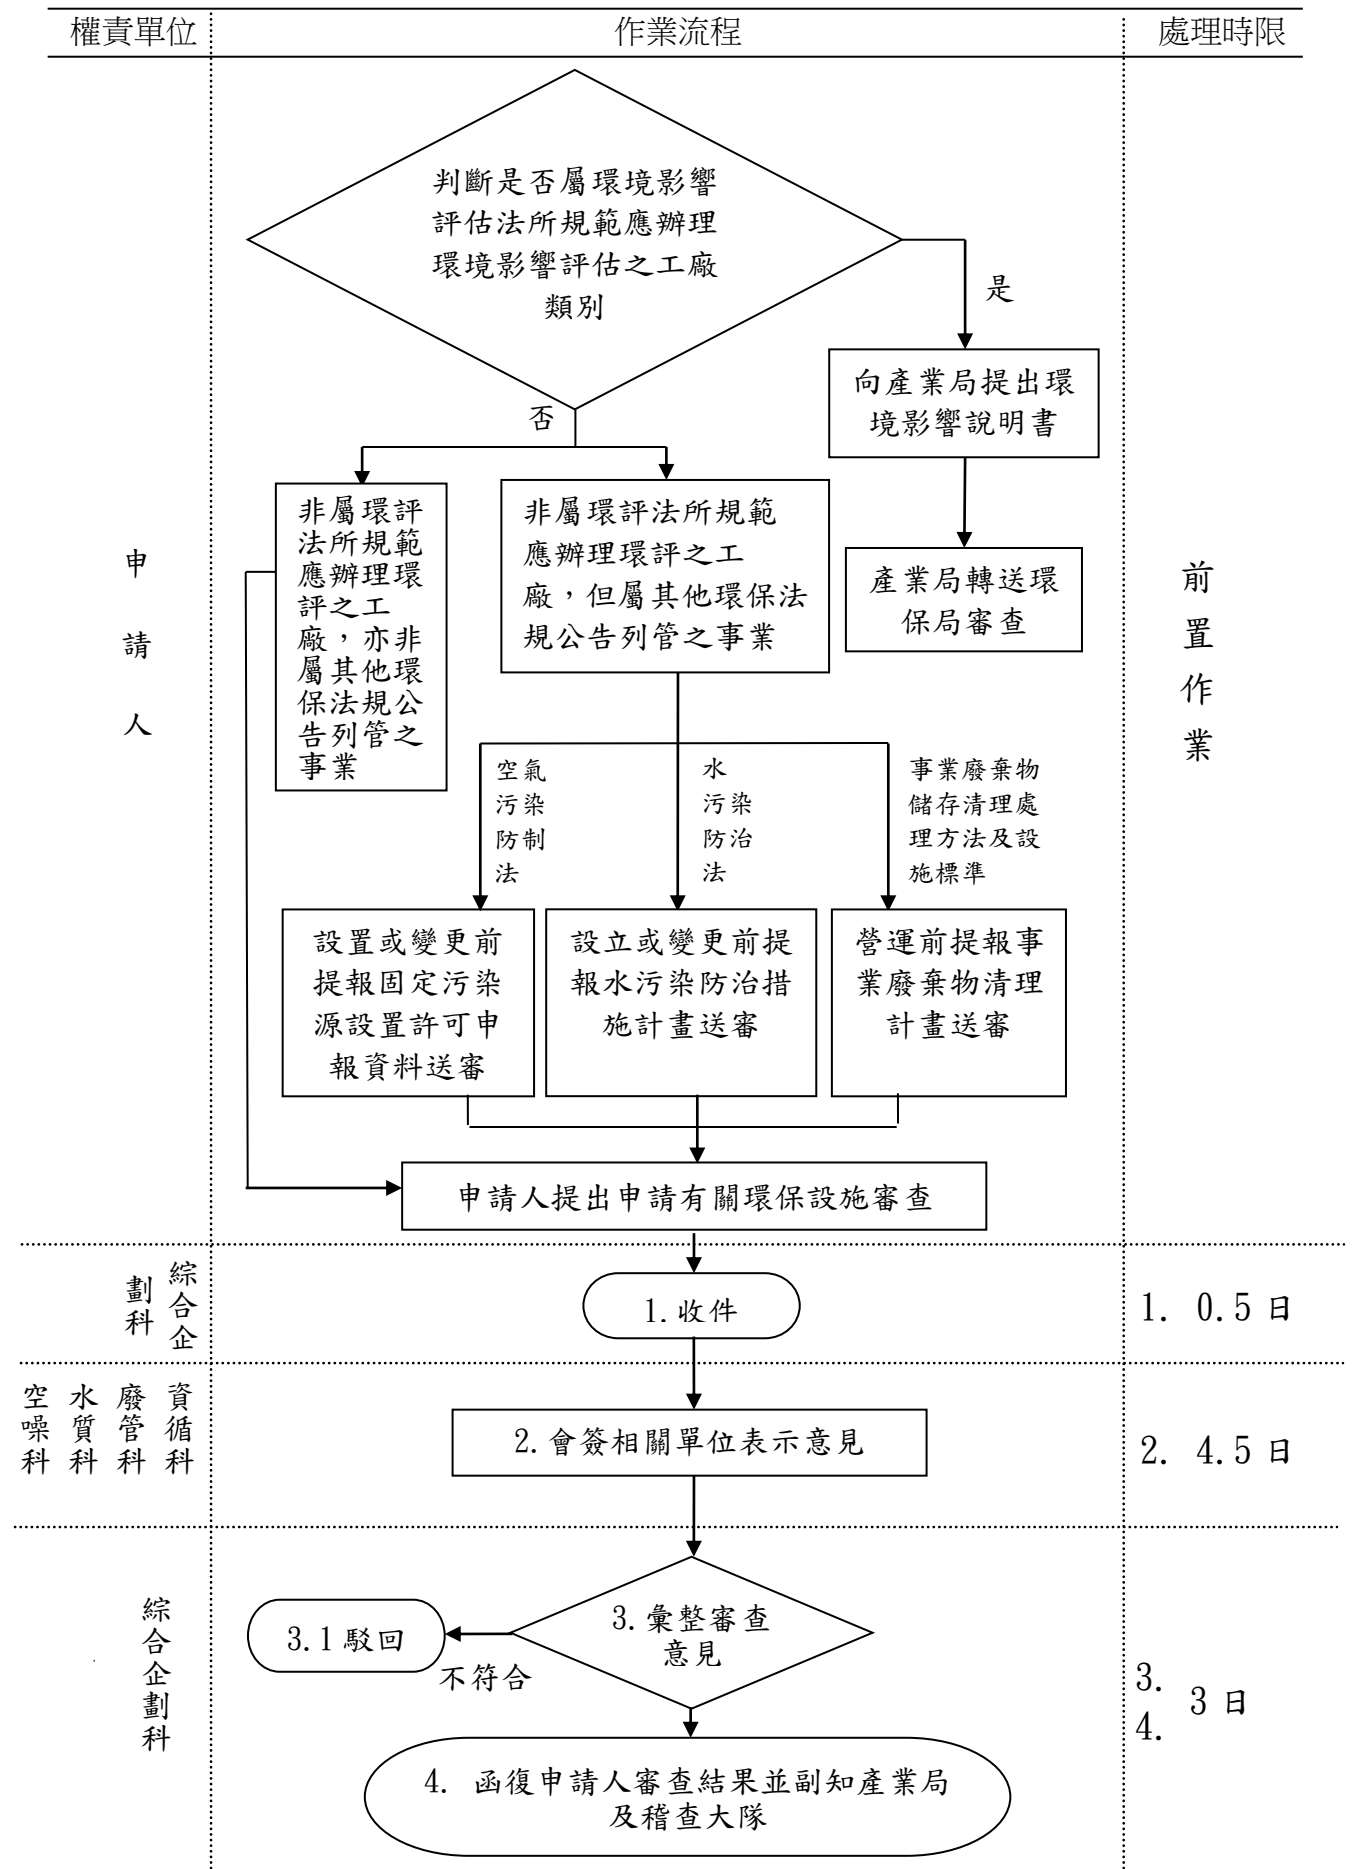 權責單位
作業流程
處理時限
判斷是否屬環境影響
評估法所規範應辦理
環境影響評估之工廠
類別
是
否
向產業局提出環
境影響說明書
產業局轉送環
保局審查
非屬環評
法所規範
應辦理環
評之工
廠，亦非
屬其他環
保法規公
告列管之
事業
非屬環評法所規範
應辦理環評之工
廠，但屬其他環保法
規公告列管之事業
申請人
前置作業
空氣
污染
防制
法
水
污染
防治
法
事業廢棄物
儲存清理處
理方法及設
施標準
設置或變更前
提報固定污染
源設置許可申
報資料送審
設立或變更前提
報水污染防治措
施計畫送審
營運前提報事
業廢棄物清理
計畫送審
申請人提出申請有關環保設施審查
綜合企
劃科
1.收件
1. 0.5日
空噪科
水質科
廢管科
資循科
2.會簽相關單位表示意見
2. 4.5日
綜合企劃科
3.彙整審查
意見
3.1駁回
不符合
3.
4.
3日
4. 函復申請人審查結果並副知產業局
及稽查大隊